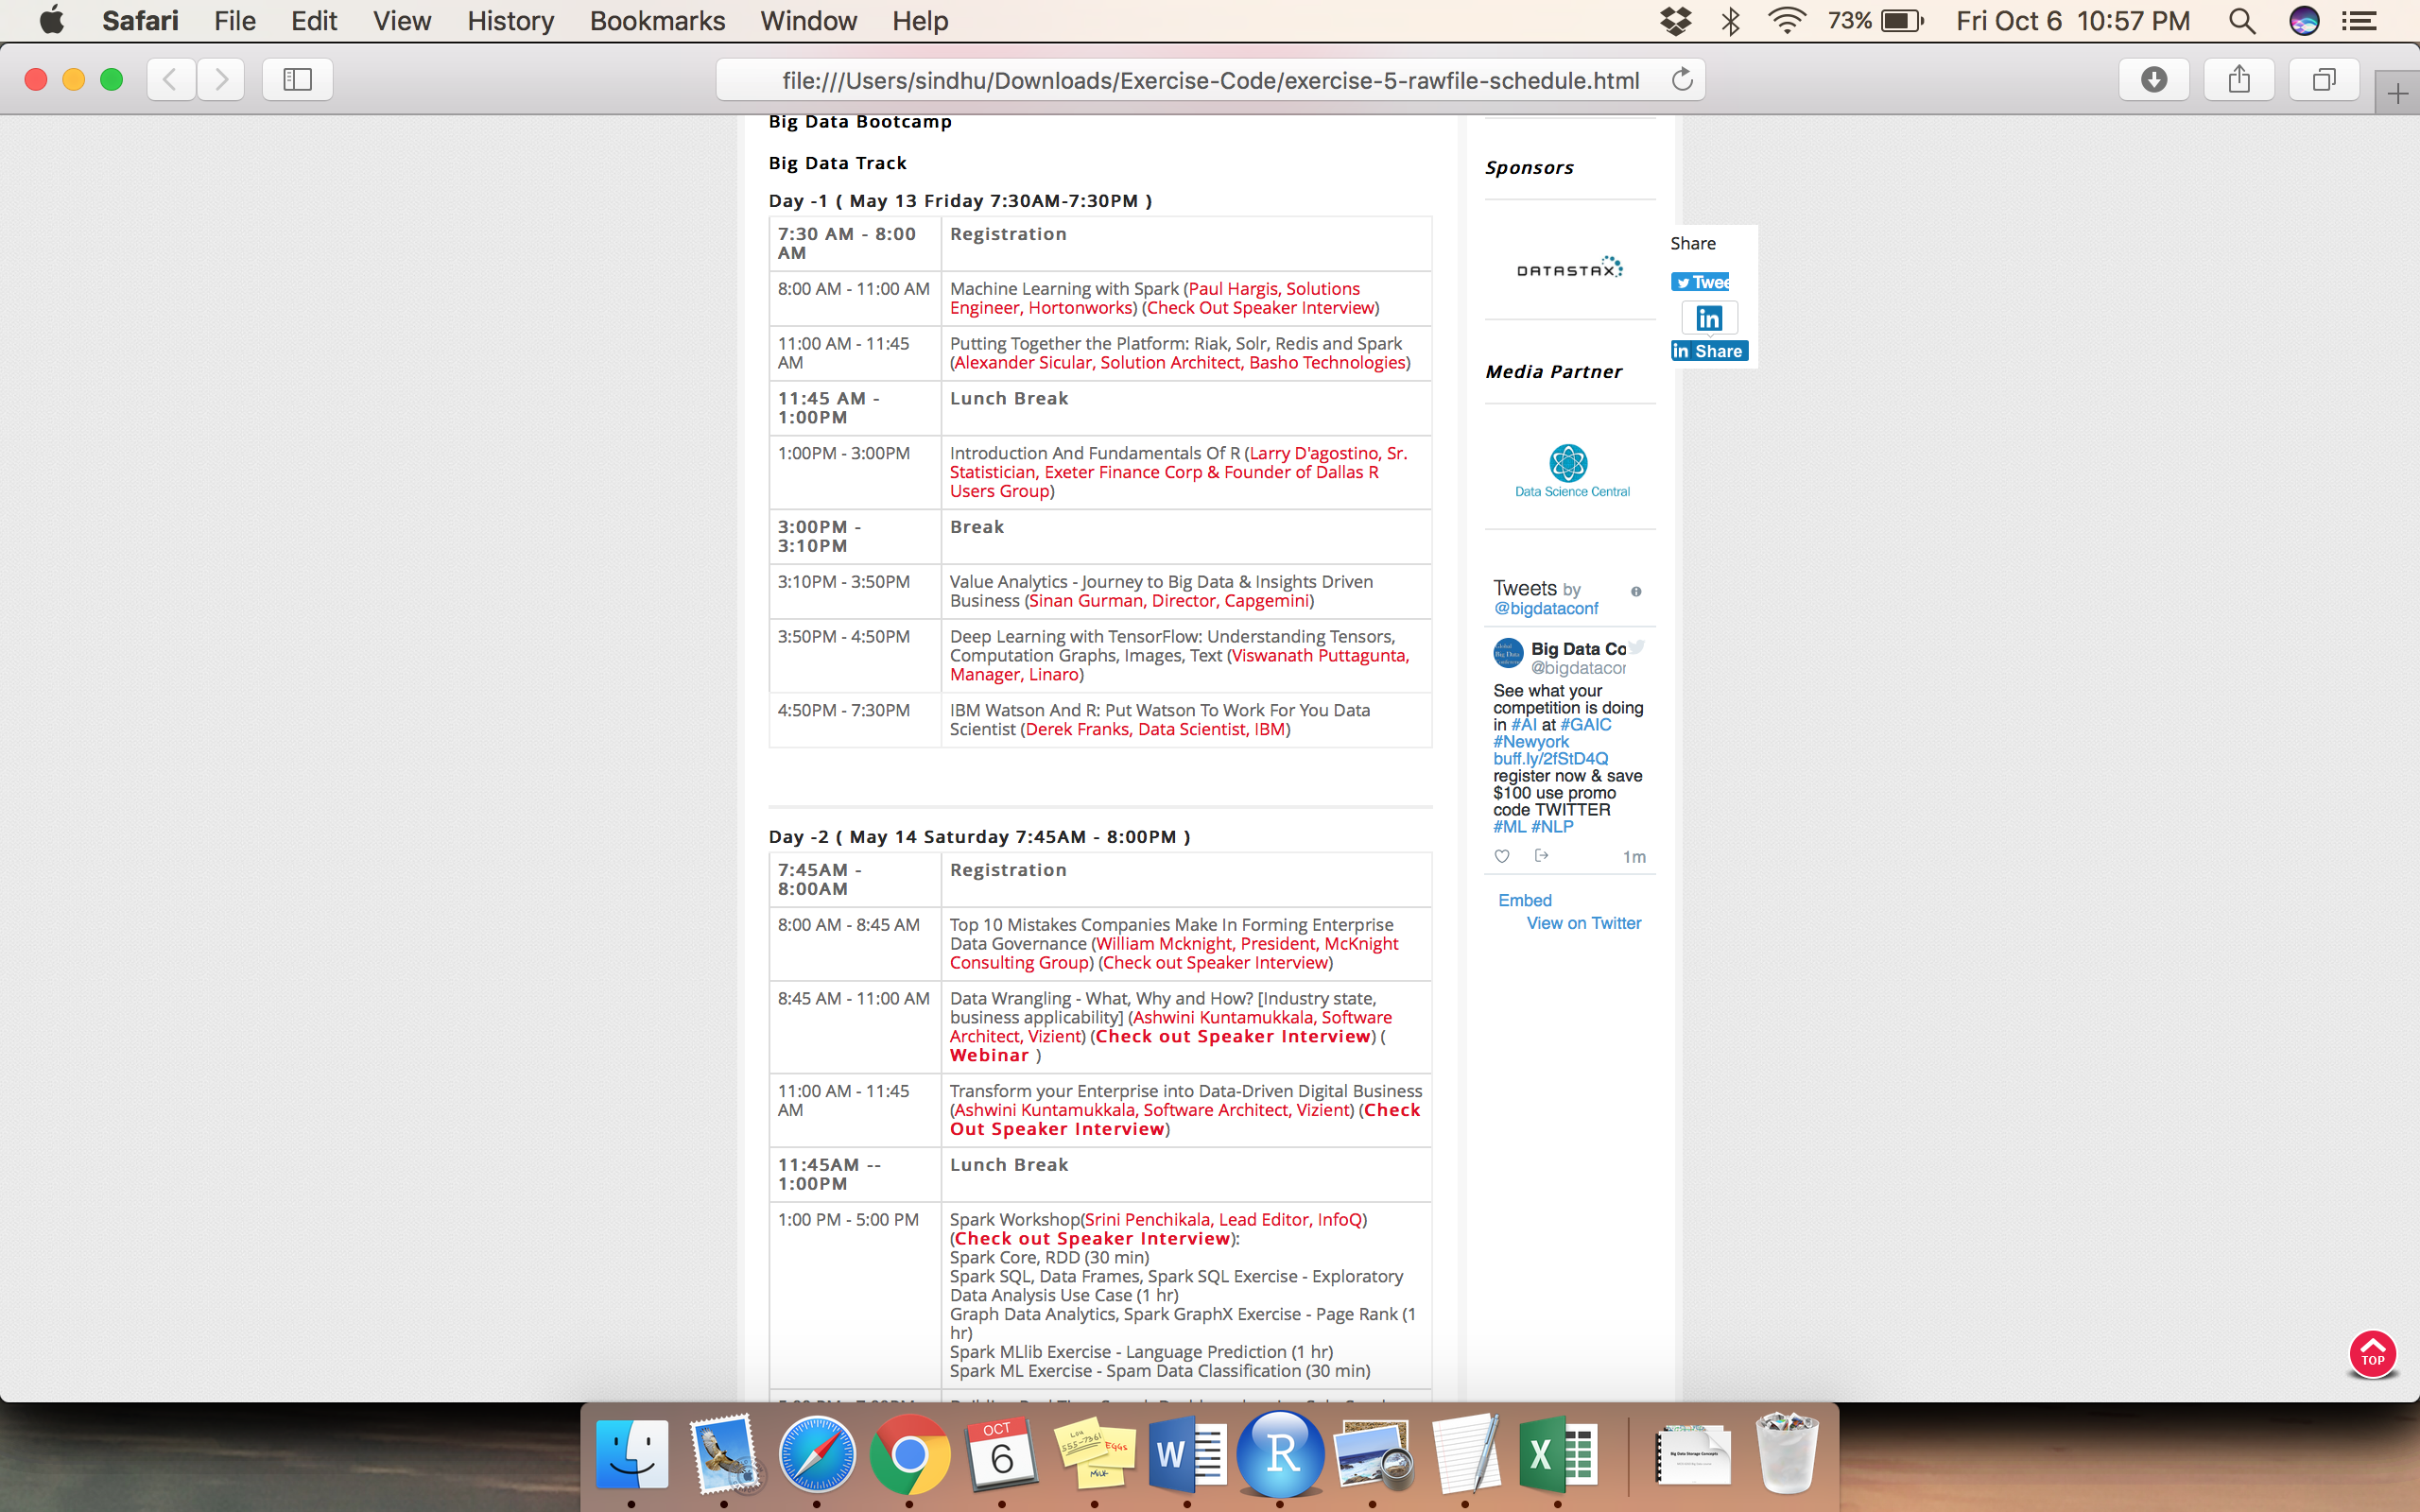 Safari File Edit View History Bookmarks Window Help 73% Fri Oct 6 10:57 PM
file:///Users/sindhu/Downloads/Exercise-Code/exercise-5-rawfile-schedule.html
Big Data Bootcamp
Big Data Track
Day -1 ( May 13 Friday 7:30AM-7:30PM )
7:30 AM - 8:00
AM
Registration
8:00 AM - 11:00 AM
Machine Learning with Spark (Paul Hargis, Solutions
Engineer, Hortonworks) (Check Out Speaker Interview)
11:00 AM - 11:45
AM
Putting Together the Platform: Riak, Solr, Redis and Spark
(Alexander Sicular, Solution Architect, Basho Technologies)
11:45 AM -
1:00PM
Lunch Break
1:00PM - 3:00PM
Introduction And Fundamentals Of R (Larry D'agostino, Sr.
Statistician, Exeter Finance Corp & Founder of Dallas R
Users Group)
3:00PM -
3:10PM
Break
3:10PM - 3:50PM
Value Analytics - Journey to Big Data & Insights Driven
Business (Sinan Gurman, Director, Capgemini)
3:50PM - 4:50PM
Deep Learning with TensorFlow: Understanding Tensors,
Computation Graphs, Images, Text (Viswanath Puttagunta,
Manager, Linaro)
4:50PM - 7:30PM
IBM Watson And R: Put Watson To Work For You Data
Scientist (Derek Franks, Data Scientist, IBM)
Day -2 ( May 14 Saturday 7:45AM - 8:00PM )
7:45AM -
8:00AM
Registration
8:00 AM - 8:45 AM
Top 10 Mistakes Companies Make In Forming Enterprise
Data Governance (William Mcknight, President, McKnight
Consulting Group) (Check out Speaker Interview)
8:45 AM - 11:00 AM
Data Wrangling - What, Why and How? [Industry state,
business applicability] (Ashwini Kuntamukkala, Software
Architect, Vizient) (Check out Speaker Interview) (
Webinar )
11:00 AM - 11:45
AM
Transform your Enterprise into Data-Driven Digital Business
(Ashwini Kuntamukkala, Software Architect, Vizient) (Check
Out Speaker Interview)
11:45AM --
1:00PM
Lunch Break
1:00 PM - 5:00 PM
Spark Workshop(Srini Penchikala, Lead Editor, InfoQ)
(Check out Speaker Interview):
Spark Core, RDD (30 min)
Spark SQL, Data Frames, Spark SQL Exercise - Exploratory
Data Analysis Use Case (1 hr)
Graph Data Analytics, Spark GraphX Exercise - Page Rank (1
hr)
Spark MLlib Exercise - Language Prediction (1 hr)
Spark ML Exercise - Spam Data Classification (30 min)
Sponsors
DATASTAX
Media Partner
Data Science Central
Tweets by
@bigdataconf
Big Data Co
@bigdatacor
See what your
competition is doing
in #AI at #GAIC
#Newyork
buff.ly/2fStD4Q
register now & save
$100 use promo
code TWITTER
#ML #NLP
1m
Embed
View on Twitter
Share
Twee
in
in Share
TOP
OCT
6
555-7361
EGGS
MILK
W
R
X
Big Data Storage Concepts